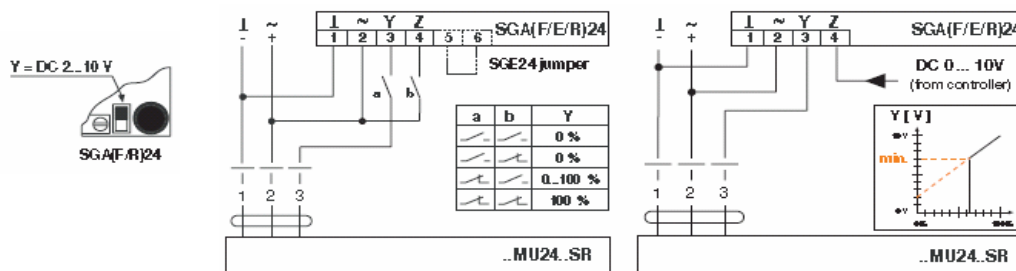 Y = DC 2...10 V
SGA(F/R)24
⊥ ~ ⊥ ~ Y Z
- + 1 2 3 4 5 6 SGA(F/E/R)24
SGE24 jumper
a b
a b Y
0 %
0 %
0...100 %
100 %
1 2 3
..MU24..SR
⊥ ~ ⊥ ~ Y Z
- + 1 2 3 4 SGA(F/E/R)24
DC 0... 10V
(from controller)
Y [ V ]
min.
1 2 3
..MU24..SR